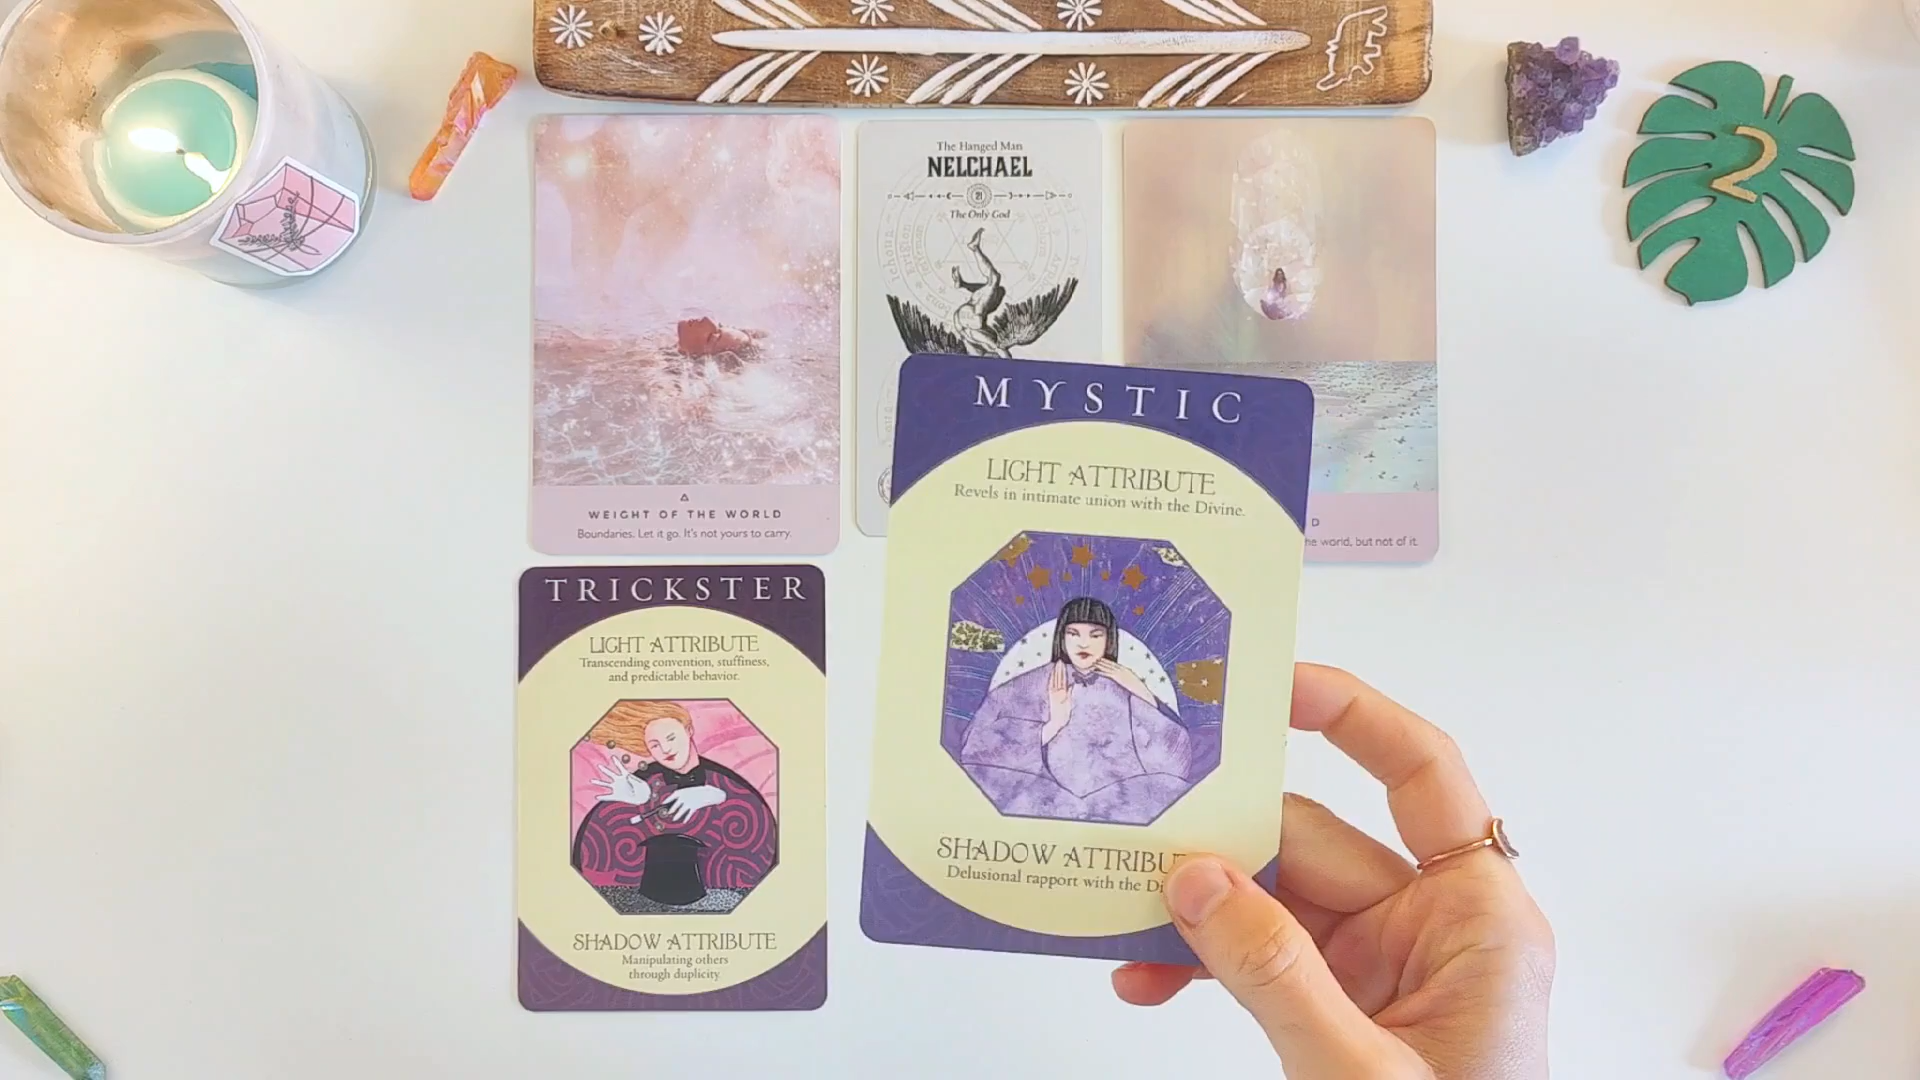 The Hanged Man
NELCHAEL
21
The Only God
2
WEIGHT OF THE WORLD
Boundaries. Let it go. It's not yours to carry.
D
the world, but not of it.
MYSTIC
LIGHT ATTRIBUTE
Revels in intimate union with the Divine.
SHADOW ATTRIBU
Delusional rapport with the Di
TRICKSTER
LIGHT ATTRIBUTE
Transcending convention, stuffiness,
and predictable behavior.
SHADOW ATTRIBUTE
Manipulating others
through duplicity.